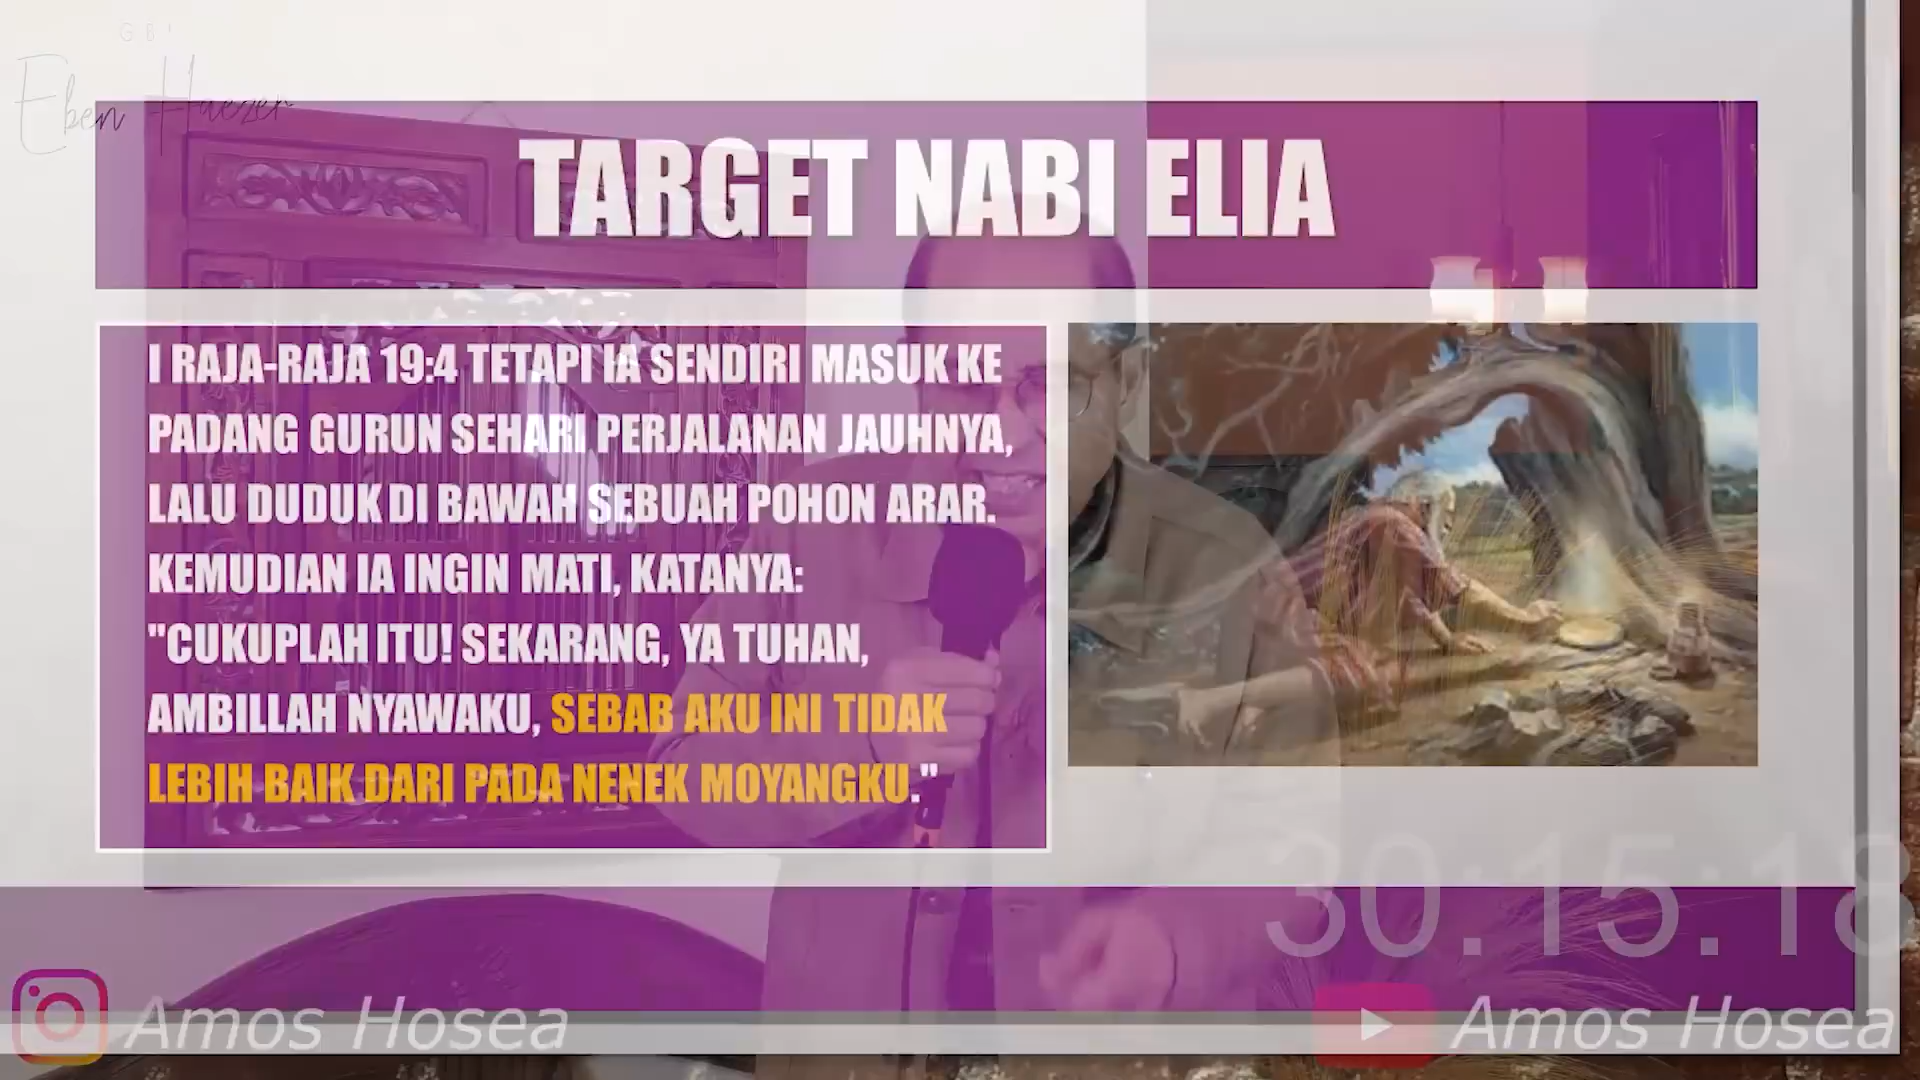 GBI
Eben Haezer
TARGET NABI ELIA
I RAJA-RAJA 19:4 TETAPI IA SENDIRI MASUK KE
PADANG GURUN SEHARI PERJALANAN JAUHNYA,
LALU DUDUK DI BAWAH SEBUAH POHON ARAR.
KEMUDIAN IA INGIN MATI, KATANYA:
"CUKUPLAH ITU! SEKARANG, YA TUHAN,
AMBILLAH NYAWAKU, SEBAB AKU INI TIDAK
LEBIH BAIK DARI PADA NENEK MOYANGKU."
30:15:18
Amos Hosea
Amos Hosea